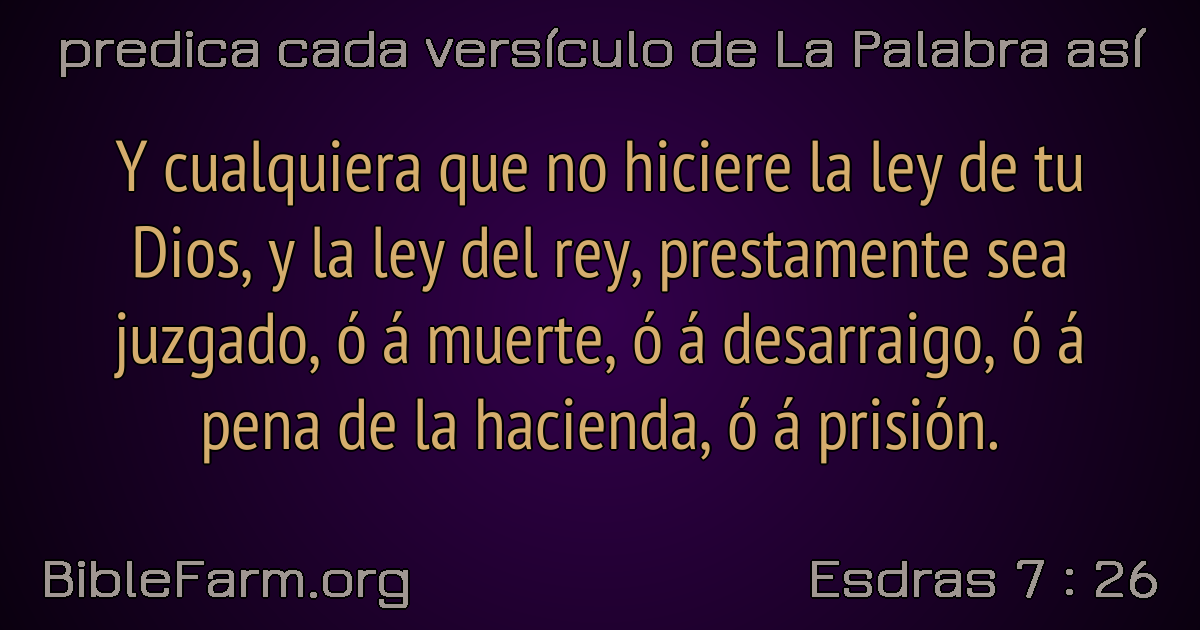 predica cada versículo de La Palabra así
Y cualquiera que no hiciere la ley de tu
Dios, y la ley del rey, prestamente sea
juzgado, ó á muerte, ó á desarraigo, ó á
pena de la hacienda, ó á prisión.
BibleFarm.org
Esdras 7 : 26